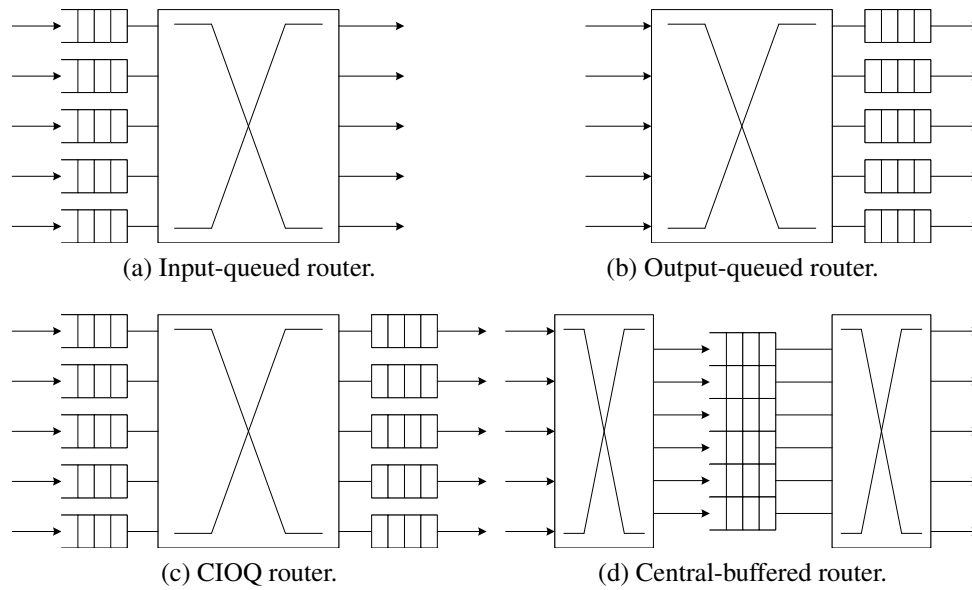 (a) Input-queued router.
(b) Output-queued router.
(c) CIOQ router.
(d) Central-buffered router.